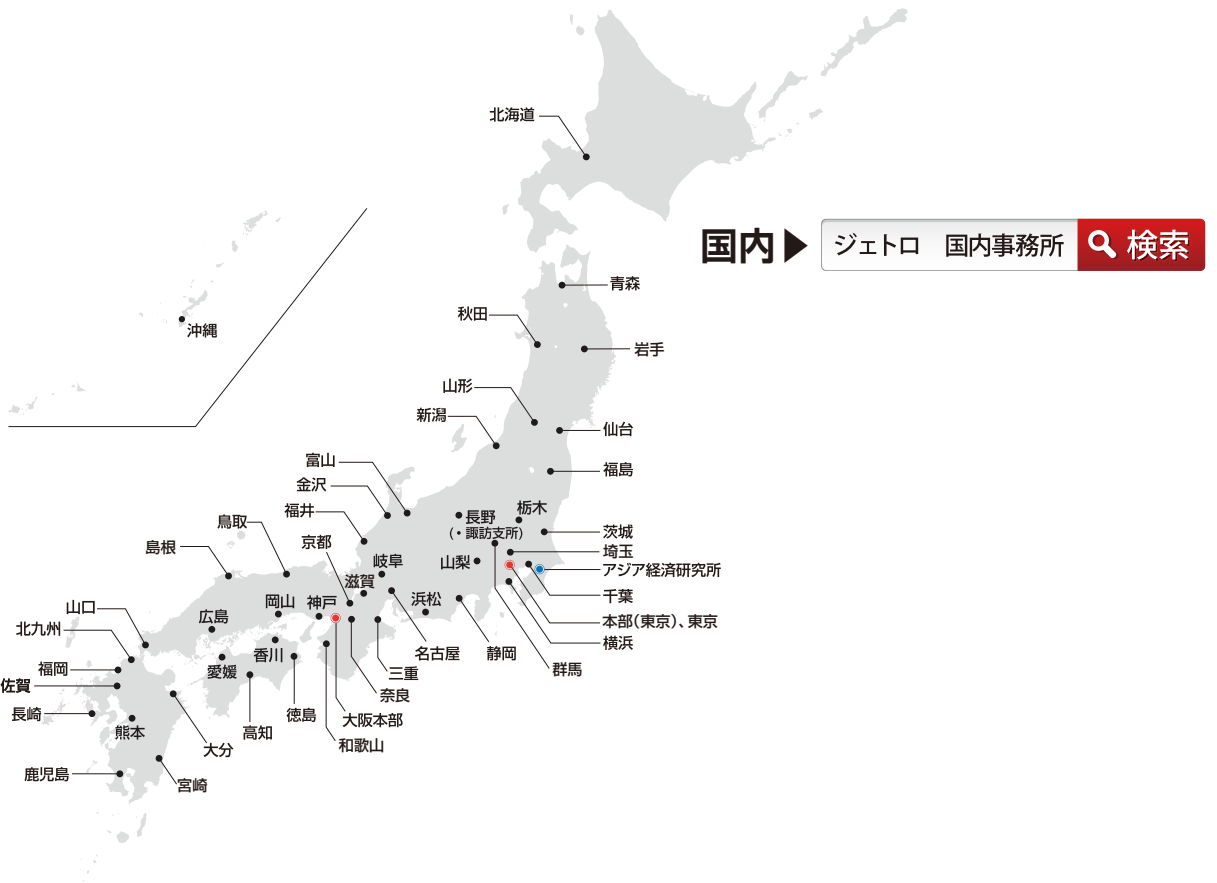 北海道
国内
ジェトロ　国内事務所
検索
青森
沖縄
秋田
岩手
山形
新潟
仙台
富山
福島
金沢
福井
長野
(・諏訪支所)
栃木
鳥取
茨城
京都
島根
埼玉
岐阜
山梨
アジア経済研究所
滋賀
千葉
岡山
神戸
浜松
山口
広島
本部(東京)、東京
北九州
横浜
香川
名古屋
静岡
福岡
愛媛
群馬
三重
佐賀
奈良
長崎
徳島
大阪本部
高知
熊本
和歌山
大分
鹿児島
宮崎